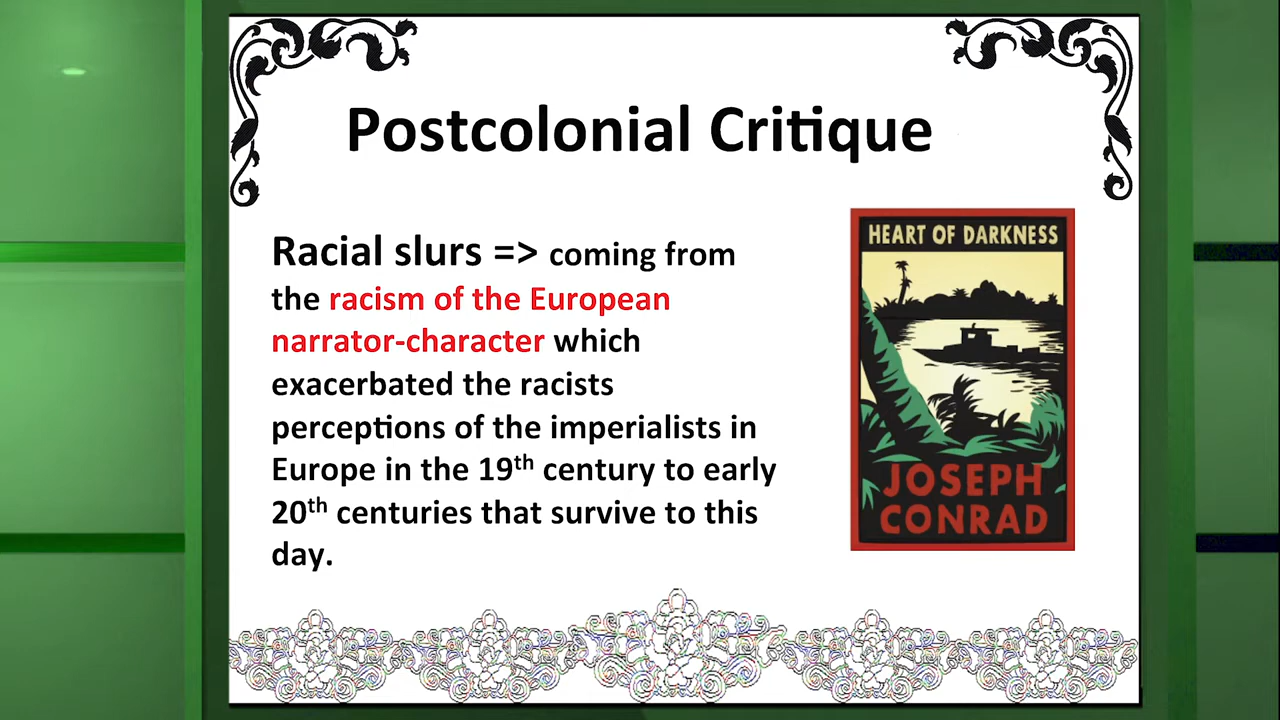 Postcolonial Critique
Racial slurs => coming from
the racism of the European
narrator-character which
exacerbated the racists
perceptions of the imperialists in
Europe in the 19th century to early
20th centuries that survive to this
day.
HEART OF DARKNESS
JOSEPH
CONRAD